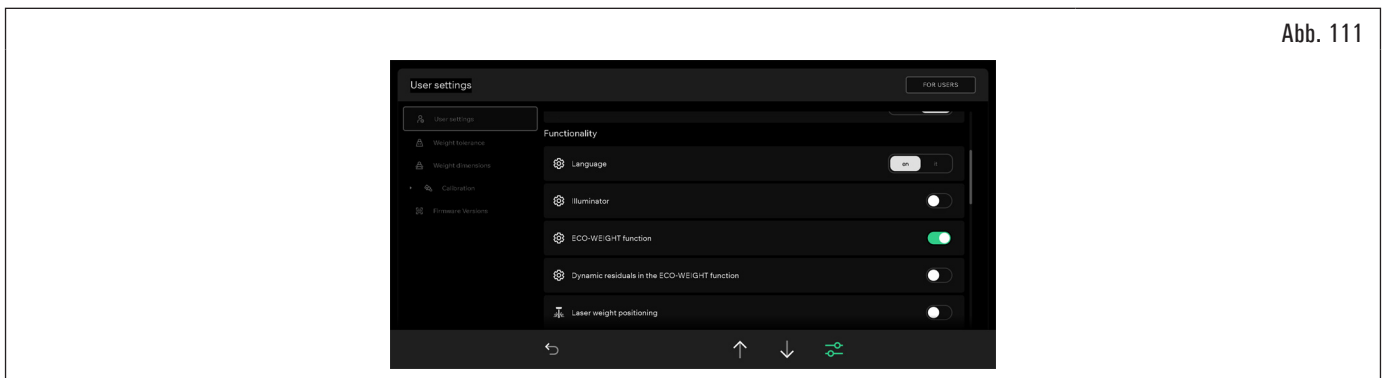 Abb. 111
User settings
FOR USERS
User settings
Weight tolerance
Weight dimensions
Calibration
Firmware Versions
Functionality
Language
en it
Illuminator
ECO-WEIGHT function
Dynamic residuals in the ECO-WEIGHT function
Laser weight positioning